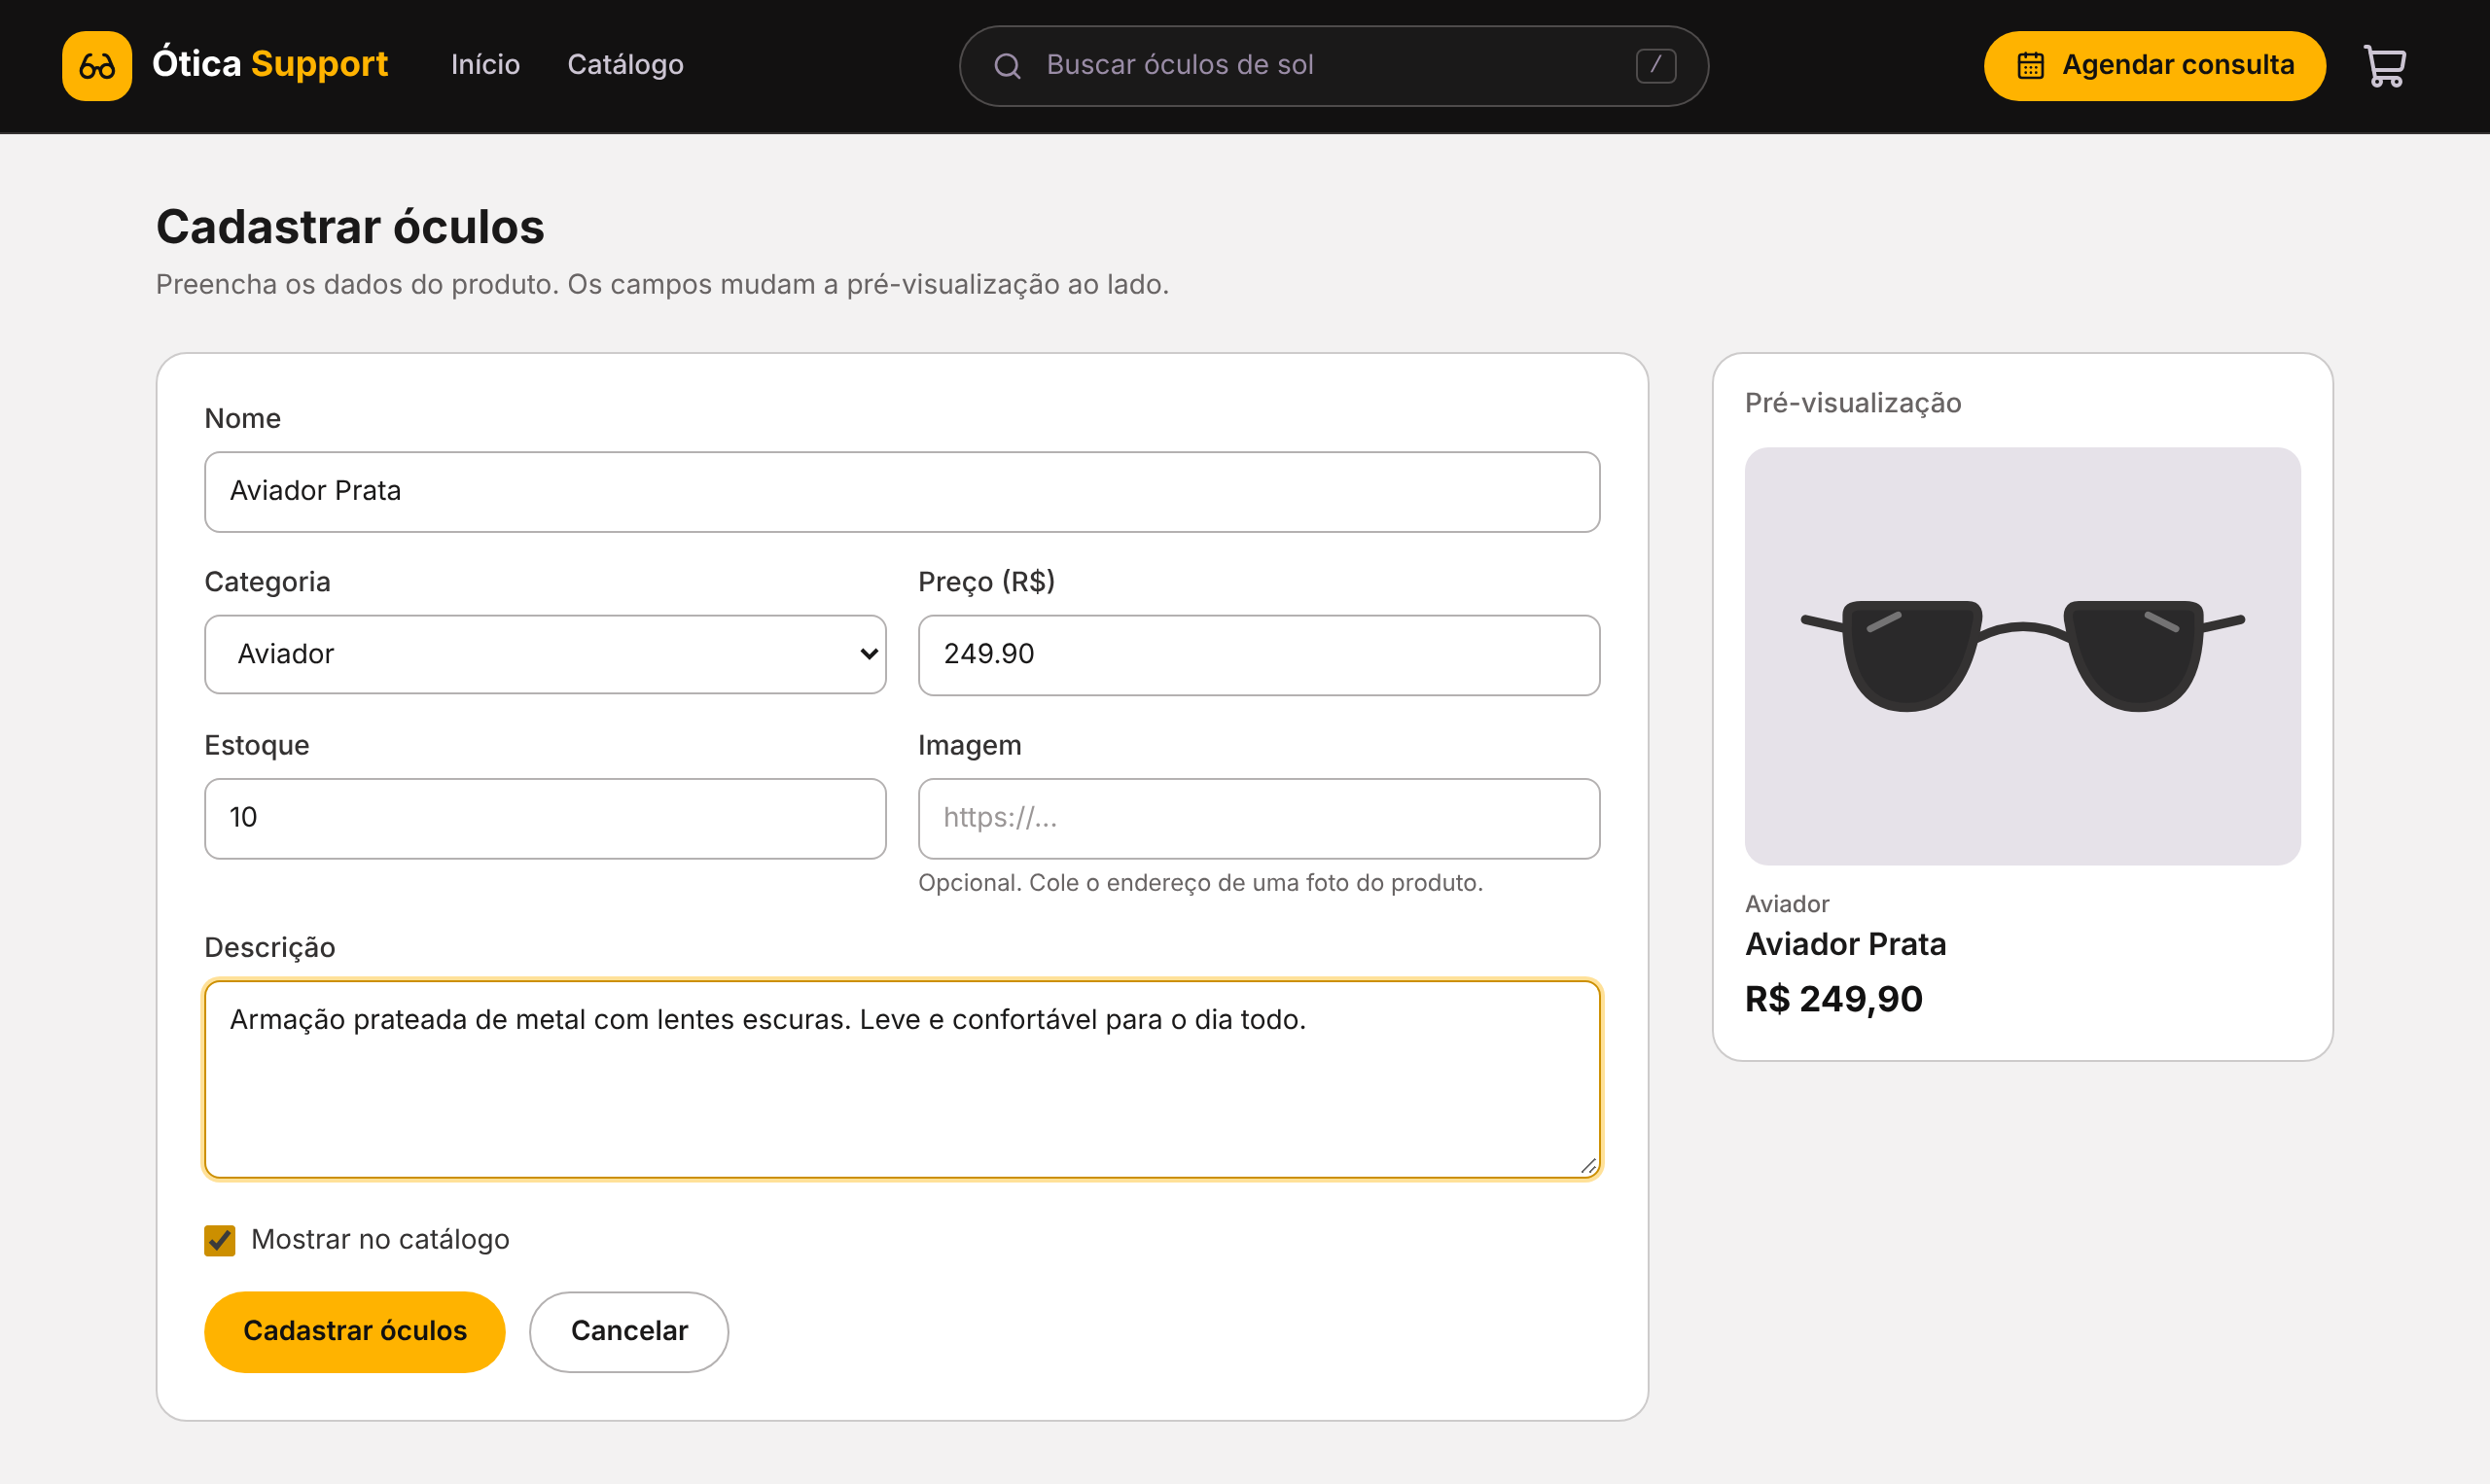 Ótica Support
Início
Catálogo
Buscar óculos de sol
/
Agendar consulta
Cadastrar óculos
Preencha os dados do produto. Os campos mudam a pré-visualização ao lado.
Nome
Aviador Prata
Categoria
Preço (R$)
Aviador
249.90
Estoque
Imagem
10
https://...
Opcional. Cole o endereço de uma foto do produto.
Descrição
Armação prateada de metal com lentes escuras. Leve e confortável para o dia todo.
Mostrar no catálogo
Cadastrar óculos
Cancelar
Pré-visualização
Aviador
Aviador Prata
R$ 249,90